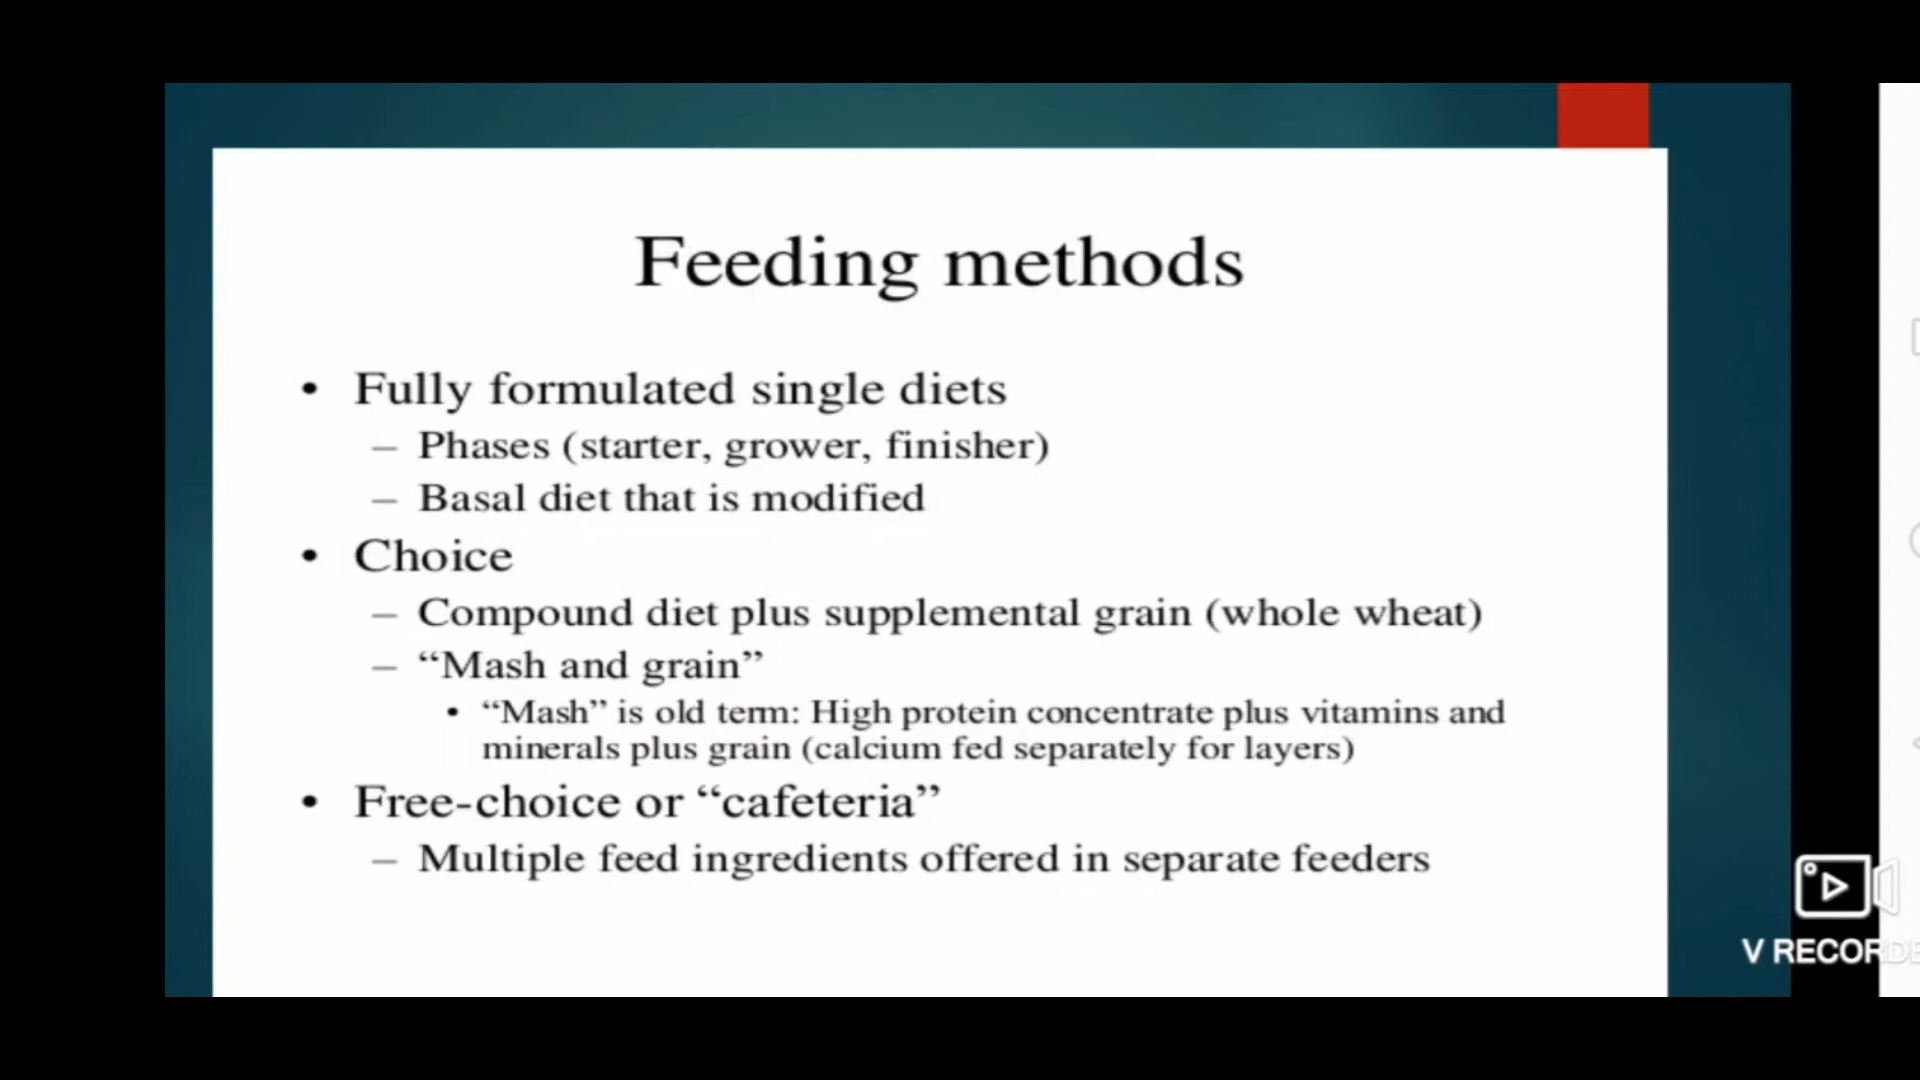 Feeding methods
• Fully formulated single diets
– Phases (starter, grower, finisher)
– Basal diet that is modified
• Choice
– Compound diet plus supplemental grain (whole wheat)
– “Mash and grain”
• “Mash” is old term: High protein concentrate plus vitamins and
minerals plus grain (calcium fed separately for layers)
• Free-choice or “cafeteria”
– Multiple feed ingredients offered in separate feeders
V RECORDE